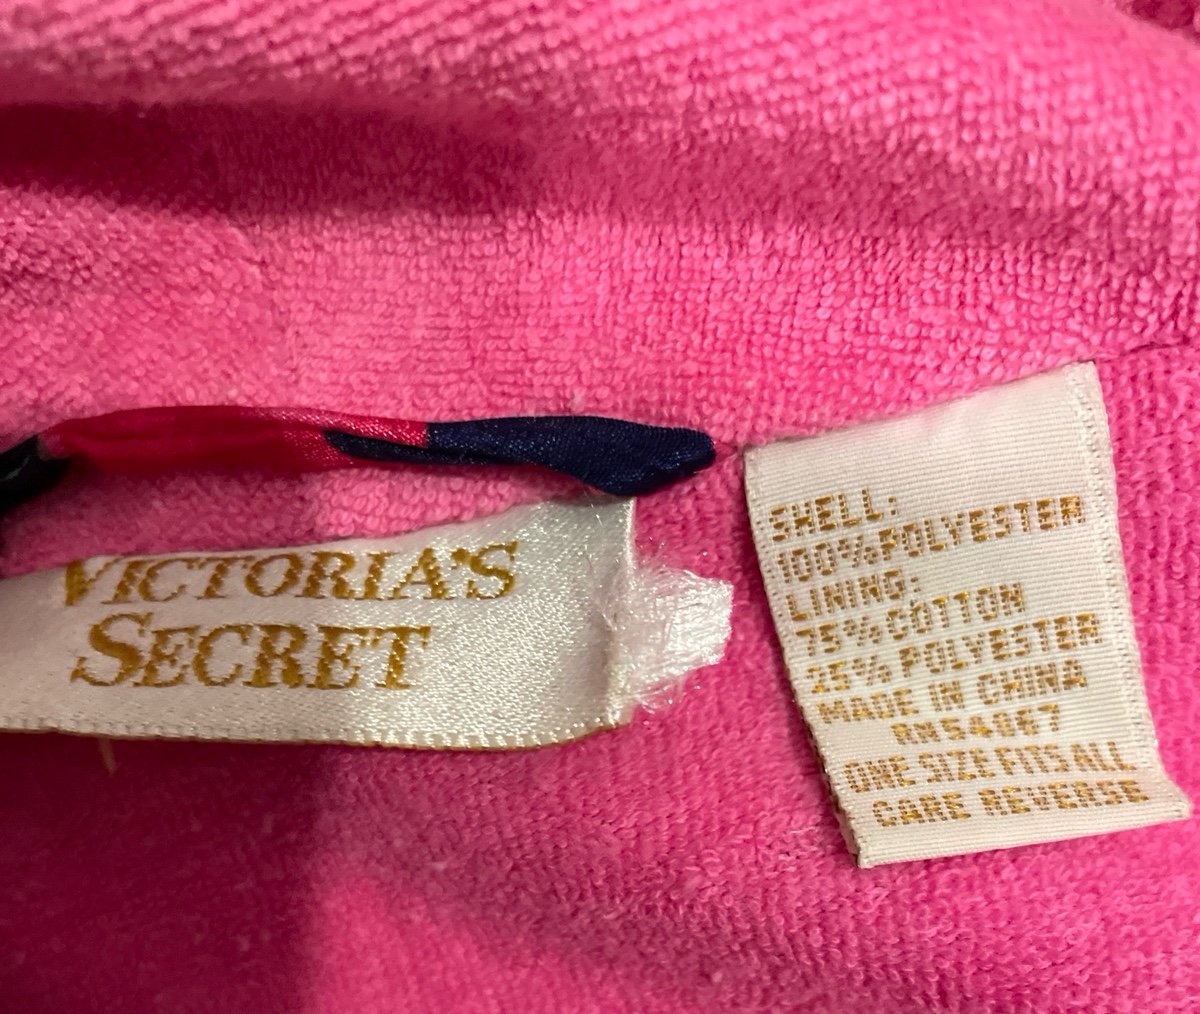 VICTORIA'S
SECRET
SHELL:
100% POLYESTER
LINING:
75% COTTON
25% POLYESTER
MADE IN CHINA
RN54867
ONE SIZE FITS ALL
CARE REVERSE